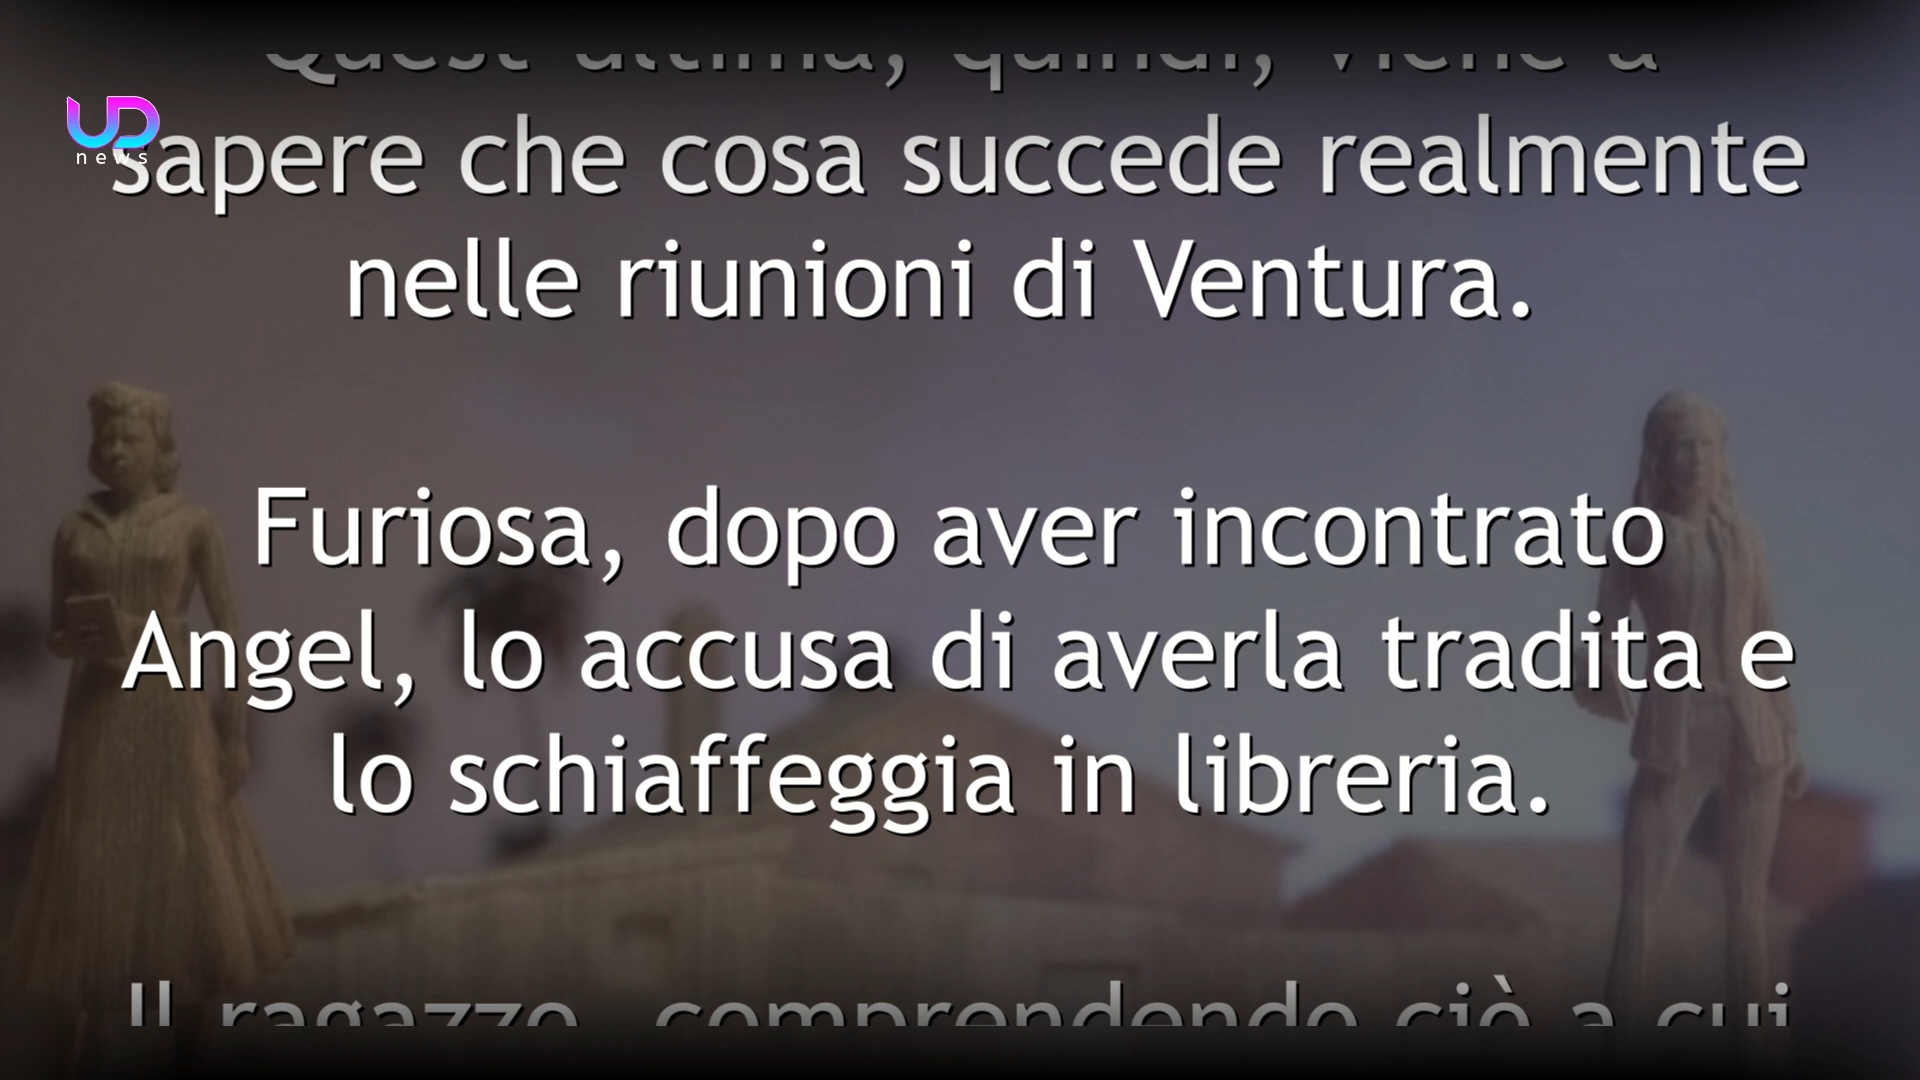 Quest'ultima, quindi, viene a
UD
news
sapere che cosa succede realmente
nelle riunioni di Ventura.
Furiosa, dopo aver incontrato
Angel, lo accusa di averla tradita e
lo schiaffeggia in libreria.
Il ragazzo, comprendendo ciò a cui